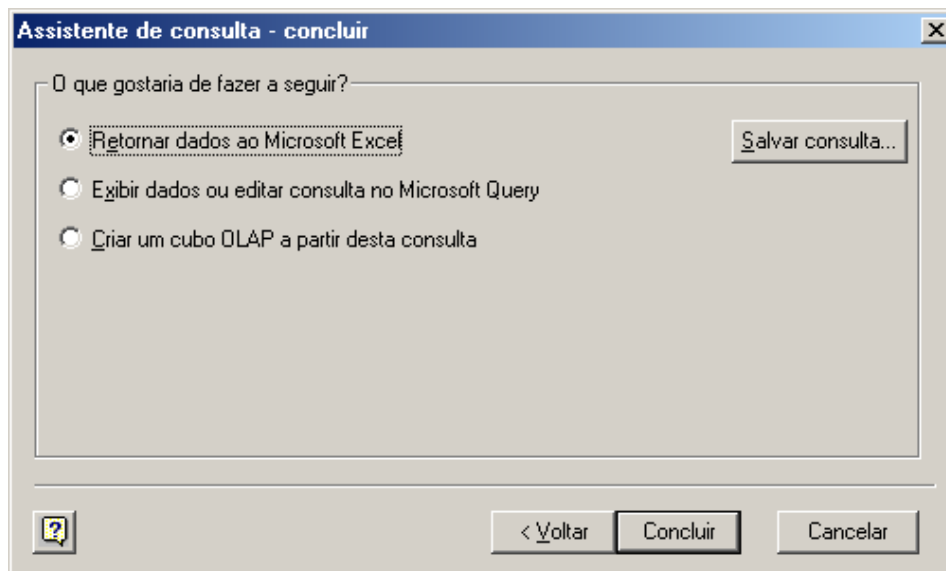 Assistente de consulta - concluir
O que gostaria de fazer a seguir?
Retornar dados ao Microsoft Excel
Salvar consulta...
Exibir dados ou editar consulta no Microsoft Query
Criar um cubo OLAP a partir desta consulta
< Voltar
Concluir
Cancelar